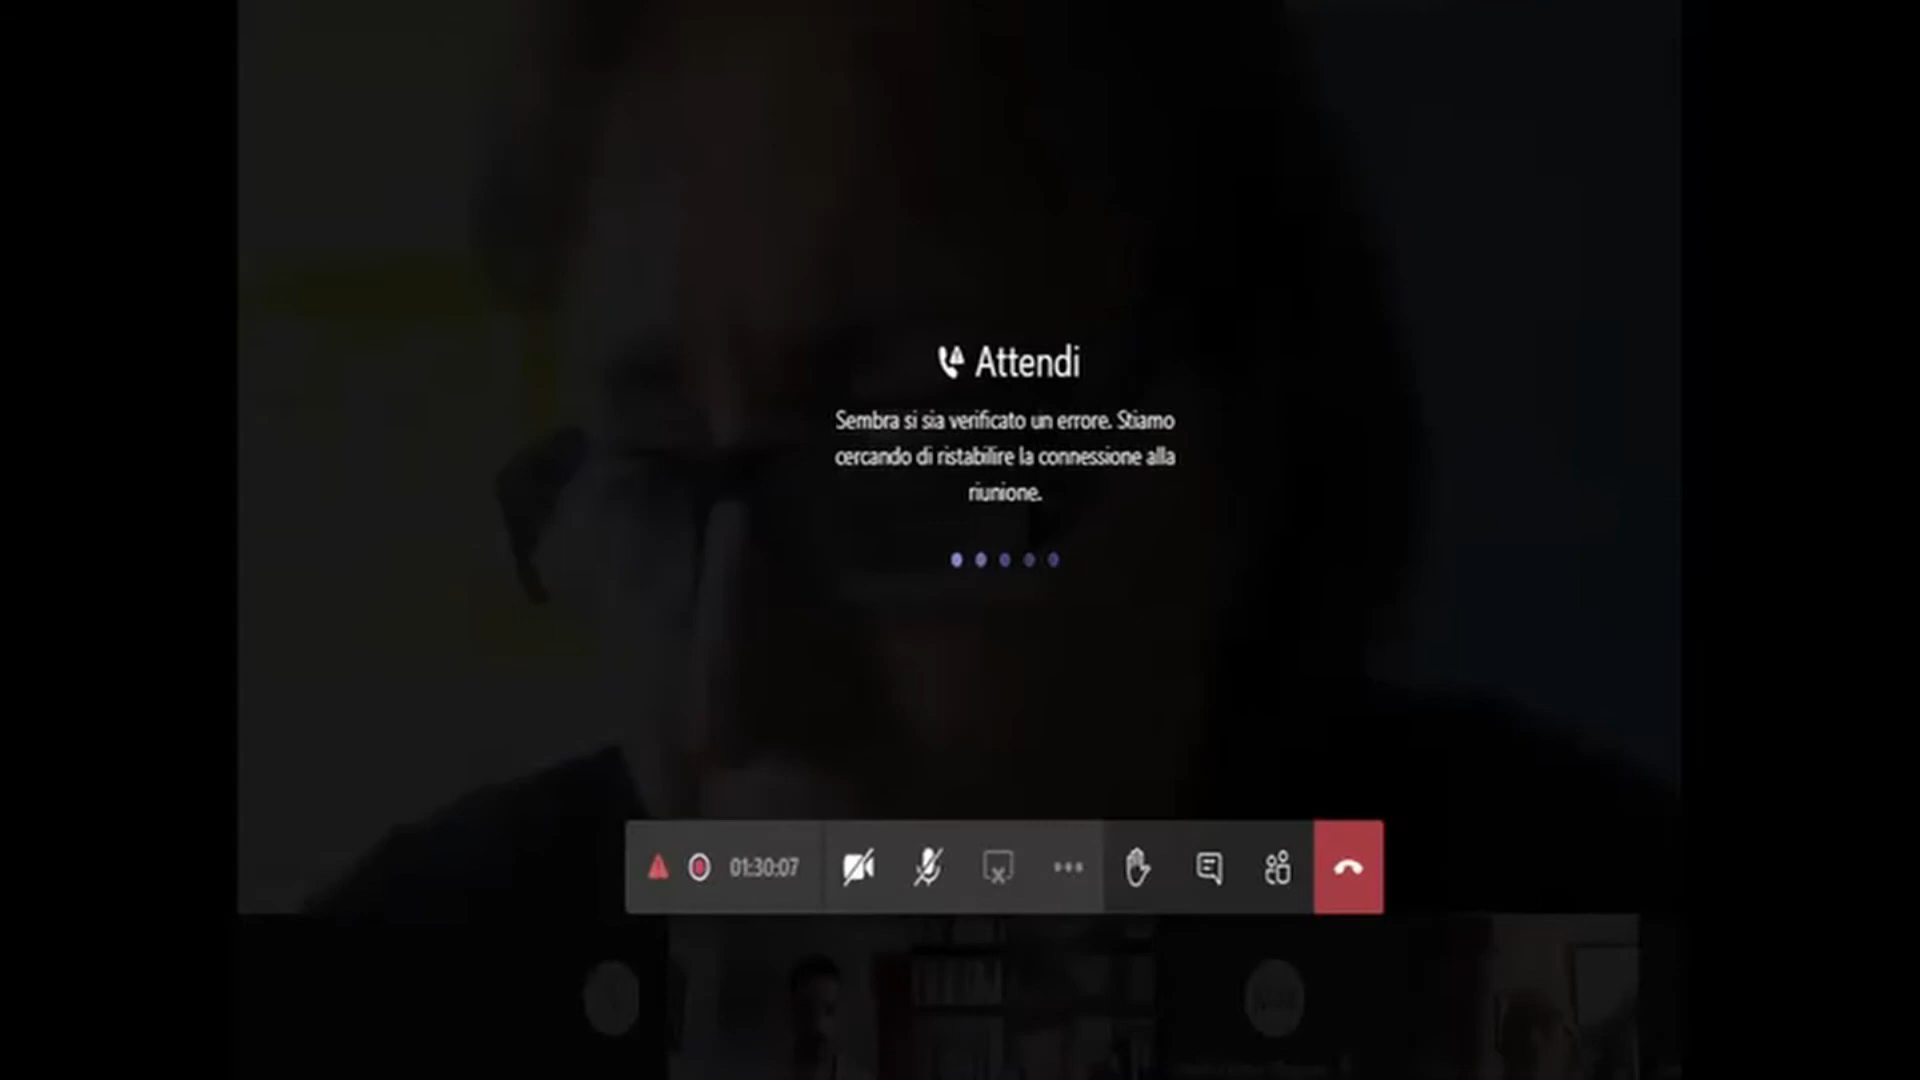 Attendi
Sembra si sia verificato un errore. Stiamo
cercando di ristabilire la connessione alla
riunione.
01:30:07